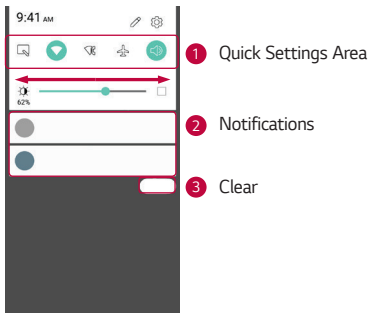 9:41 AM
1 Quick Settings Area
62%
2 Notifications
3 Clear